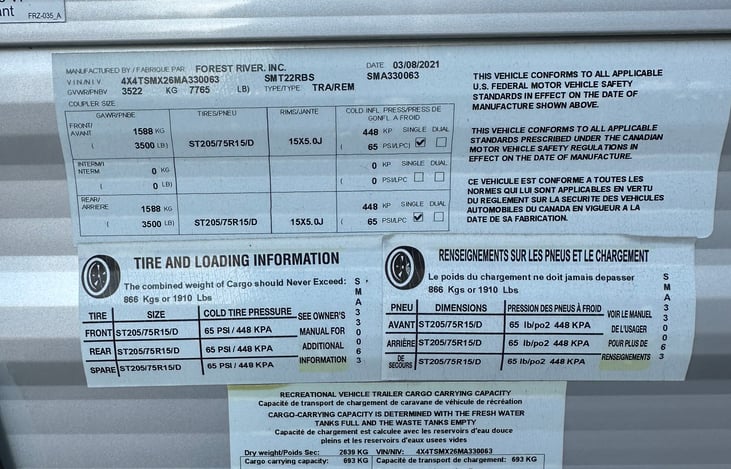 ant
FRZ-035_A
MANUFACTURED BY / FABRIQUE PAR FOREST RIVER, INC. DATE 03/08/2021
VIN/NIV 4X4TSMX26MA330063 SMT22RBS SMA330063
GVWR/PNBV 3522 KG 7765 LB) TYPE/TYPE TRA/REM
COUPLER SIZE
GAWR/PNBE TIRES/PNEU RIMS/JANTE COLD INFL PRESS/PRESS DE GONFL A FROID
FRONT/ AVANT 1588 KG 448 KP SINGLE DUAL
( 3500 LB) ST205/75R15/D 15X5.0J ( 65 PSI/LPC)
INTERM/ NTERM 0 KG 0 KP SINGLE DUAL
( 0 LB) ( 0 PSI/LPC
REAR/ ARRIERE 1588 KG 448 KP SINGLE DUAL
( 3500 LB) ST205/75R15/D 15X5.0J ( 65 PSI/LPC
THIS VEHICLE CONFORMS TO ALL APPLICABLE
U.S. FEDERAL MOTOR VEHICLE SAFETY
STANDARDS IN EFFECT ON THE DATE OF
MANUFACTURE SHOWN ABOVE.
THIS VEHICLE CONFORMS TO ALL APPLICABLE
STANDARDS PRESCRIBED UNDER THE CANADIAN
MOTOR VEHICLE SAFETY REGULATIONS IN
EFFECT ON THE DATE OF MANUFACTURE.
CE VEHICULE EST CONFORME A TOUTES LES
NORMES QUI LUI SONT APPLICABLES EN VERTU
DU REGLEMENT SUR LA SECURITE DES VEHICULES
AUTOMOBILES DU CANADA EN VIGUEUR A LA
DATE DE SA FABRICATION.
TIRE AND LOADING INFORMATION
The combined weight of Cargo should Never Exceed:
866 Kgs or 1910 Lbs
TIRE SIZE COLD TIRE PRESSURE
FRONT ST205/75R15/D 65 PSI / 448 KPA
REAR ST205/75R15/D 65 PSI / 448 KPA
SPARE ST205/75R15/D 65 PSI / 448 KPA
SEE OWNER'S
MANUAL FOR
ADDITIONAL
INFORMATION
SMA330063
RENSEIGNEMENTS SUR LES PNEUS ET LE CHARGEMENT
Le poids du chargement ne doit jamais depasser
866 Kgs or 1910 Lbs
PNEU DIMENSIONS PRESSION DES PNEUS À FROID
AVANT ST205/75R15/D 65 lb/po2 448 KPA
ARRIÈRE ST205/75R15/D 65 lb/po2 448 KPA
DE SECOURS ST205/75R15/D 65 lb/po2 448 KPA
VOIR LE MANUEL
DE L'USAGER
POUR PLUS DE
RENSEIGNEMENTS
SMA330063
RECREATIONAL VEHICLE TRAILER CARGO CARRYING CAPACITY
Capacité de transport de chargement de caravane de véhicule de récréation
CARGO-CARRYING CAPACITY IS DETERMINED WITH THE FRESH WATER
TANKS FULL AND THE WASTE TANKS EMPTY
Capacité de chargement est calculée avec les reservoirs d'eau douce
pleins et les reservoirs d'eaux usees vides
Dry weight/Poids Sec: 2639 KG VIN/NIV: 4X4TSMX26MA330063
Cargo carrying capacity: 693 KG Capacité de transport de chargement: 693 KG